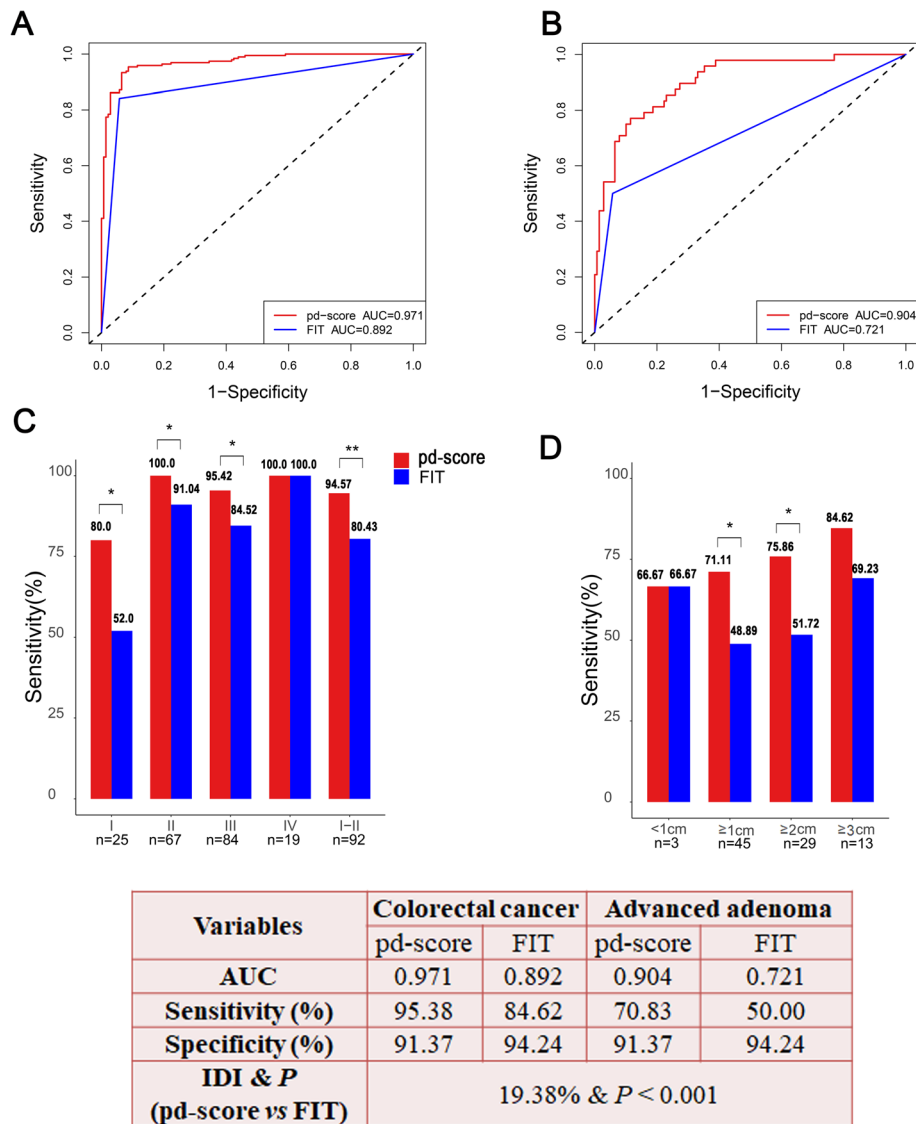 A
Sensitivity
1.0
0.8
0.6
0.4
0.2
0.0
pd-score AUC=0.971
FIT AUC=0.892
0.0 0.2 0.4 0.6 0.8 1.0
1−Specificity
B
Sensitivity
1.0
0.8
0.6
0.4
0.2
0.0
pd-score AUC=0.904
FIT AUC=0.721
0.0 0.2 0.4 0.6 0.8 1.0
1−Specificity
C
Sensitivity(%)
100
75
50
25
0
* * * **
80.0 52.0 100.0 91.04 95.42 84.52 100.0 100.0 94.57 80.43
pd-score
FIT
I II III IV I−II
n=25 n=67 n=84 n=19 n=92
D
Sensitivity(%)
100
75
50
25
0
* *
66.67 66.67 71.11 48.89 75.86 51.72 84.62 69.23
<1cm ≥1cm ≥2cm ≥3cm
n=3 n=45 n=29 n=13
Variables Colorectal cancer Advanced adenoma
pd-score FIT pd-score FIT
AUC 0.971 0.892 0.904 0.721
Sensitivity (%) 95.38 84.62 70.83 50.00
Specificity (%) 91.37 94.24 91.37 94.24
IDI & P
(pd-score vs FIT)
19.38% & P < 0.001